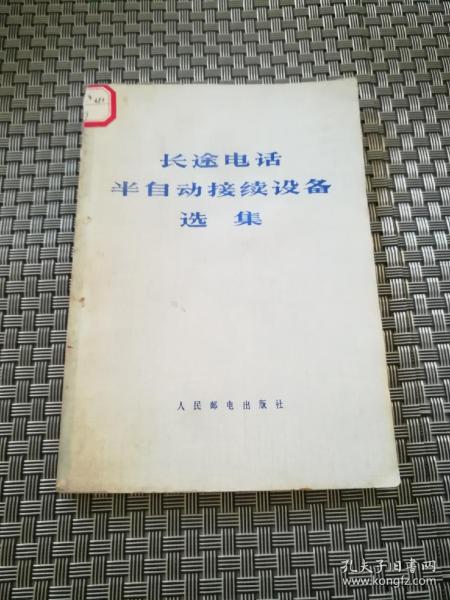 长途电话
半自动接续设备
选集
人民邮电出版社
孔夫子旧书网
www.kongfz.com